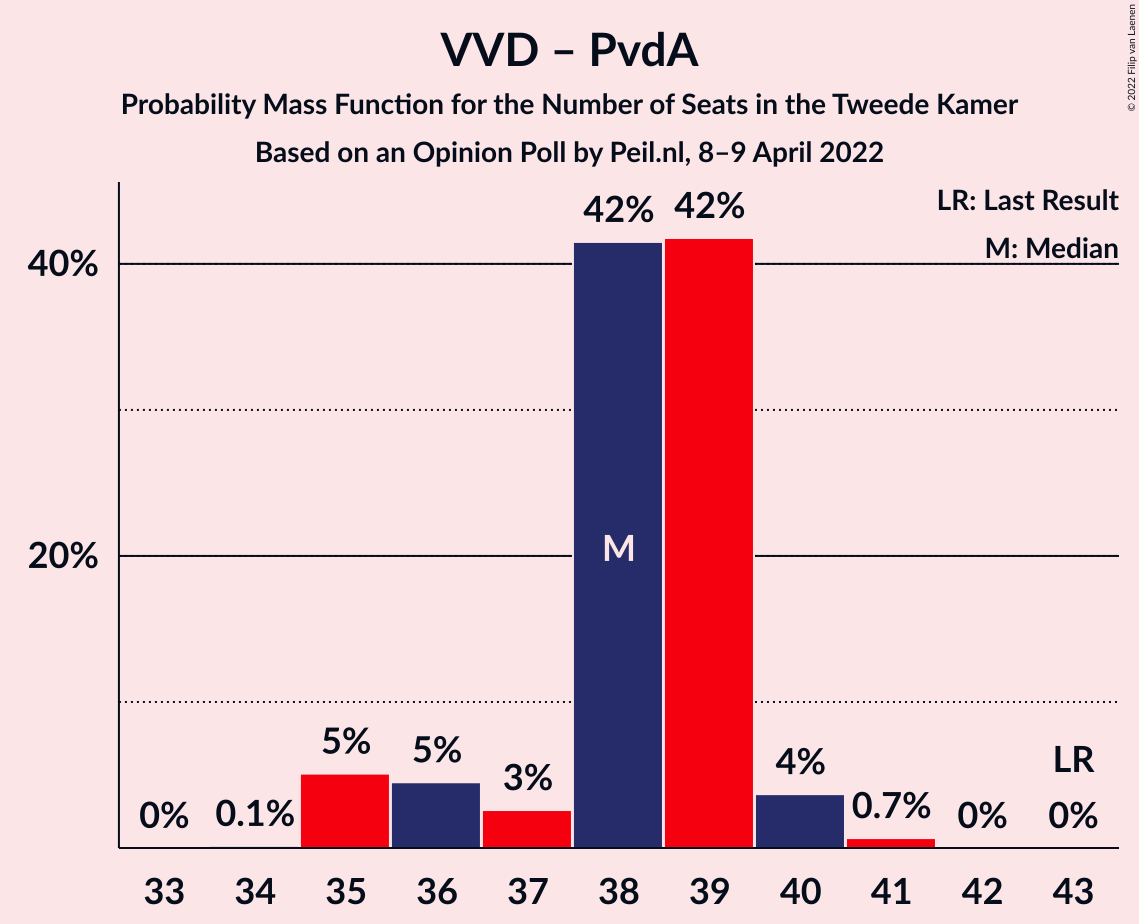 VVD – PvdA
Probability Mass Function for the Number of Seats in the Tweede Kamer
Based on an Opinion Poll by Peil.nl, 8–9 April 2022
© 2022 Filip van Laenen
LR: Last Result
M: Median
40%
20%
0% 0.1% 5% 5% 3% 42% 42% 4% 0.7% 0% 0%
M
LR
33 34 35 36 37 38 39 40 41 42 43